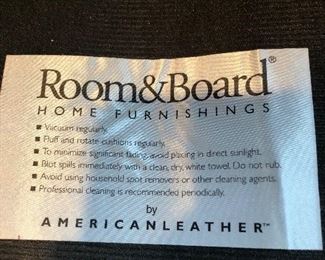 Room&Board®
HOME FURNISHINGS
■ Vacuum regularly.
■ Fluff and rotate cushions regularly.
■ To minimize significant fading, avoid placing in direct sunlight.
■ Blot spills immediately with a clean, dry, white towel. Do not rub.
■ Avoid using household spot removers or other cleaning agents.
■ Professional cleaning is recommended periodically.
by
AMERICANLEATHER™